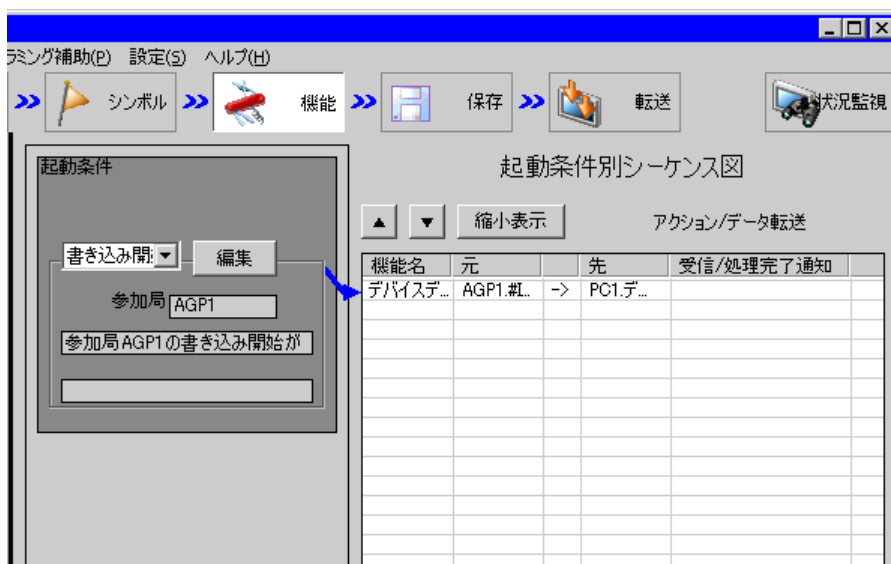 ラミング補助(P) 設定(S) ヘルプ(H)
シンボル 機能 保存 転送 状況監視
起動条件
起動条件別シーケンス図
縮小表示 アクション/データ転送
書き込み開 編集
参加局 AGP1
参加局AGP1の書き込み開始が
機能名 元 先 受信/処理完了通知
デバイスデ... AGP1.#I... -> PC1.デ...